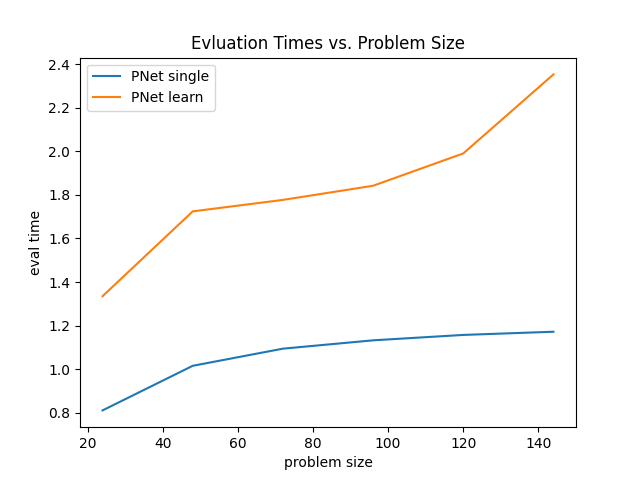 Evluation Times vs. Problem Size
PNet single
PNet learn
eval time
2.4
2.2
2.0
1.8
1.6
1.4
1.2
1.0
0.8
20 40 60 80 100 120 140
problem size